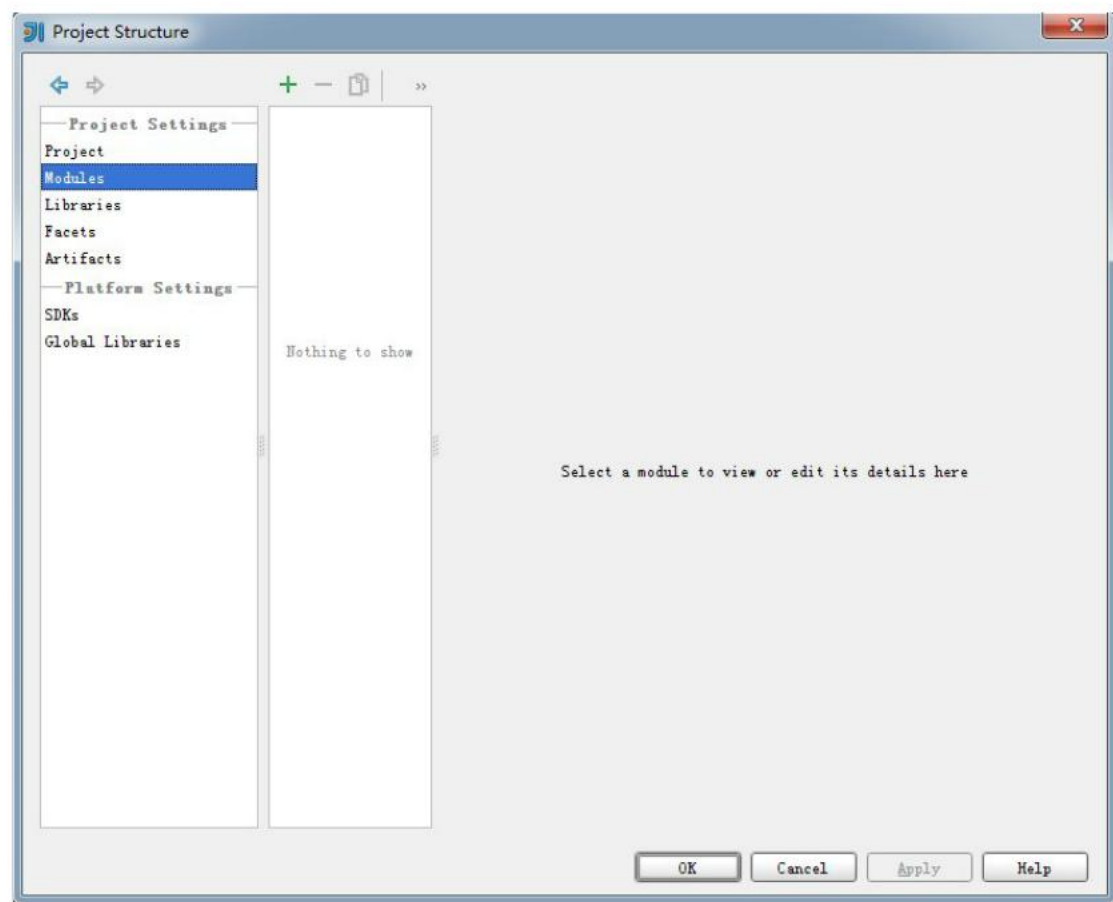 Project Structure
Project Settings
Project
Modules
Libraries
Facets
Artifacts
Platform Settings
SDKs
Global Libraries
Nothing to show
Select a module to view or edit its details here
OK
Cancel
Apply
Help